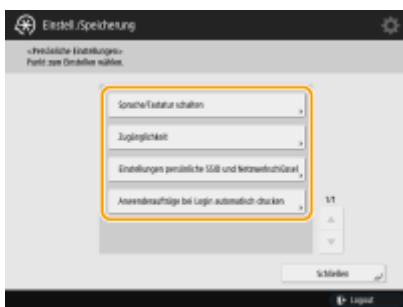 Einstell./Speicherung
<Persönliche Einstellungen>
Punkt zum Einstellen wählen.
Sprache/Tastatur schalten
Zugänglichkeit
Einstellungen persönliche SSID und Netzwerkschlüssel
Anwenderaufträge bei Login automatisch drucken
1/1
Schließen
Logout